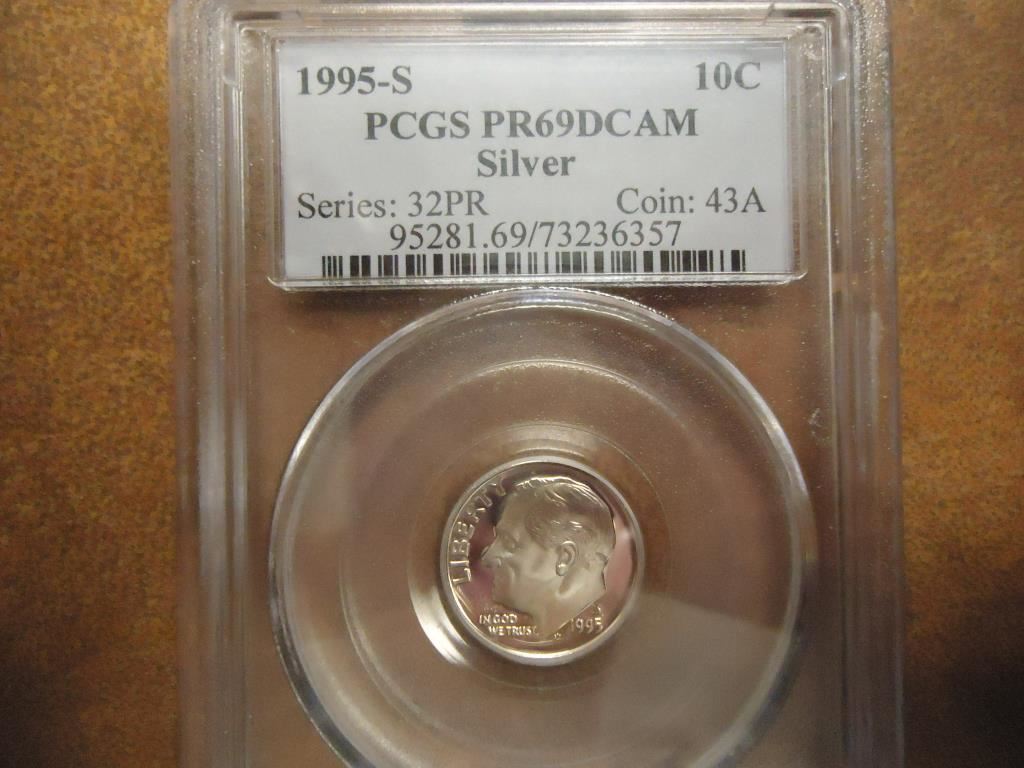 1995-S 10C
PCGS PR69DCAM
Silver
Series: 32PR Coin: 43A
95281.69/73236357
LIBERTY
IN GOD
WE TRUST
S
1995